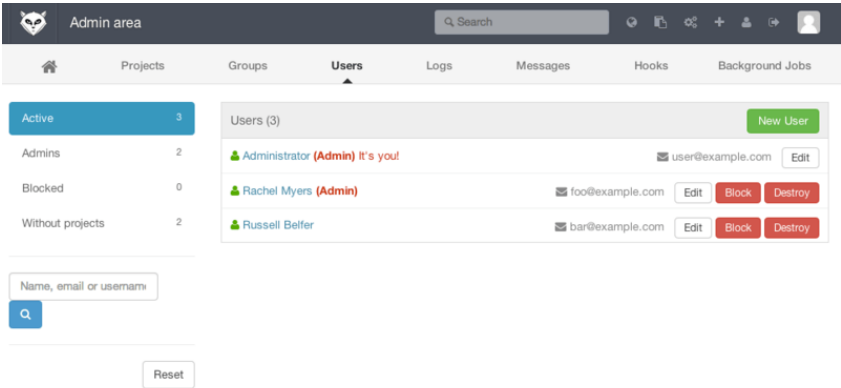 Admin area
Search
Projects
Groups
Users
Logs
Messages
Hooks
Background Jobs
Active 3
Admins 2
Blocked 0
Without projects 2
Name, email or usernam
Reset
Users (3)
New User
Administrator (Admin) It's you! user@example.com Edit
Rachel Myers (Admin) foo@example.com Edit Block Destroy
Russell Belfer bar@example.com Edit Block Destroy